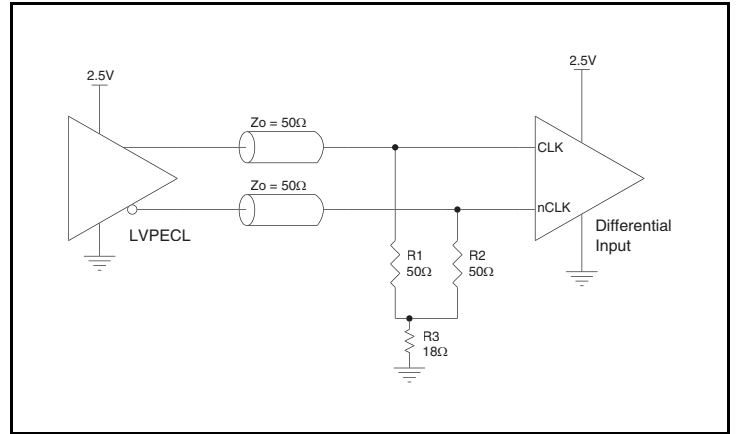 2.5V
2.5V
Zo = 50Ω
CLK
Zo = 50Ω
nCLK
LVPECL
Differential
Input
R1
50Ω
R2
50Ω
R3
18Ω